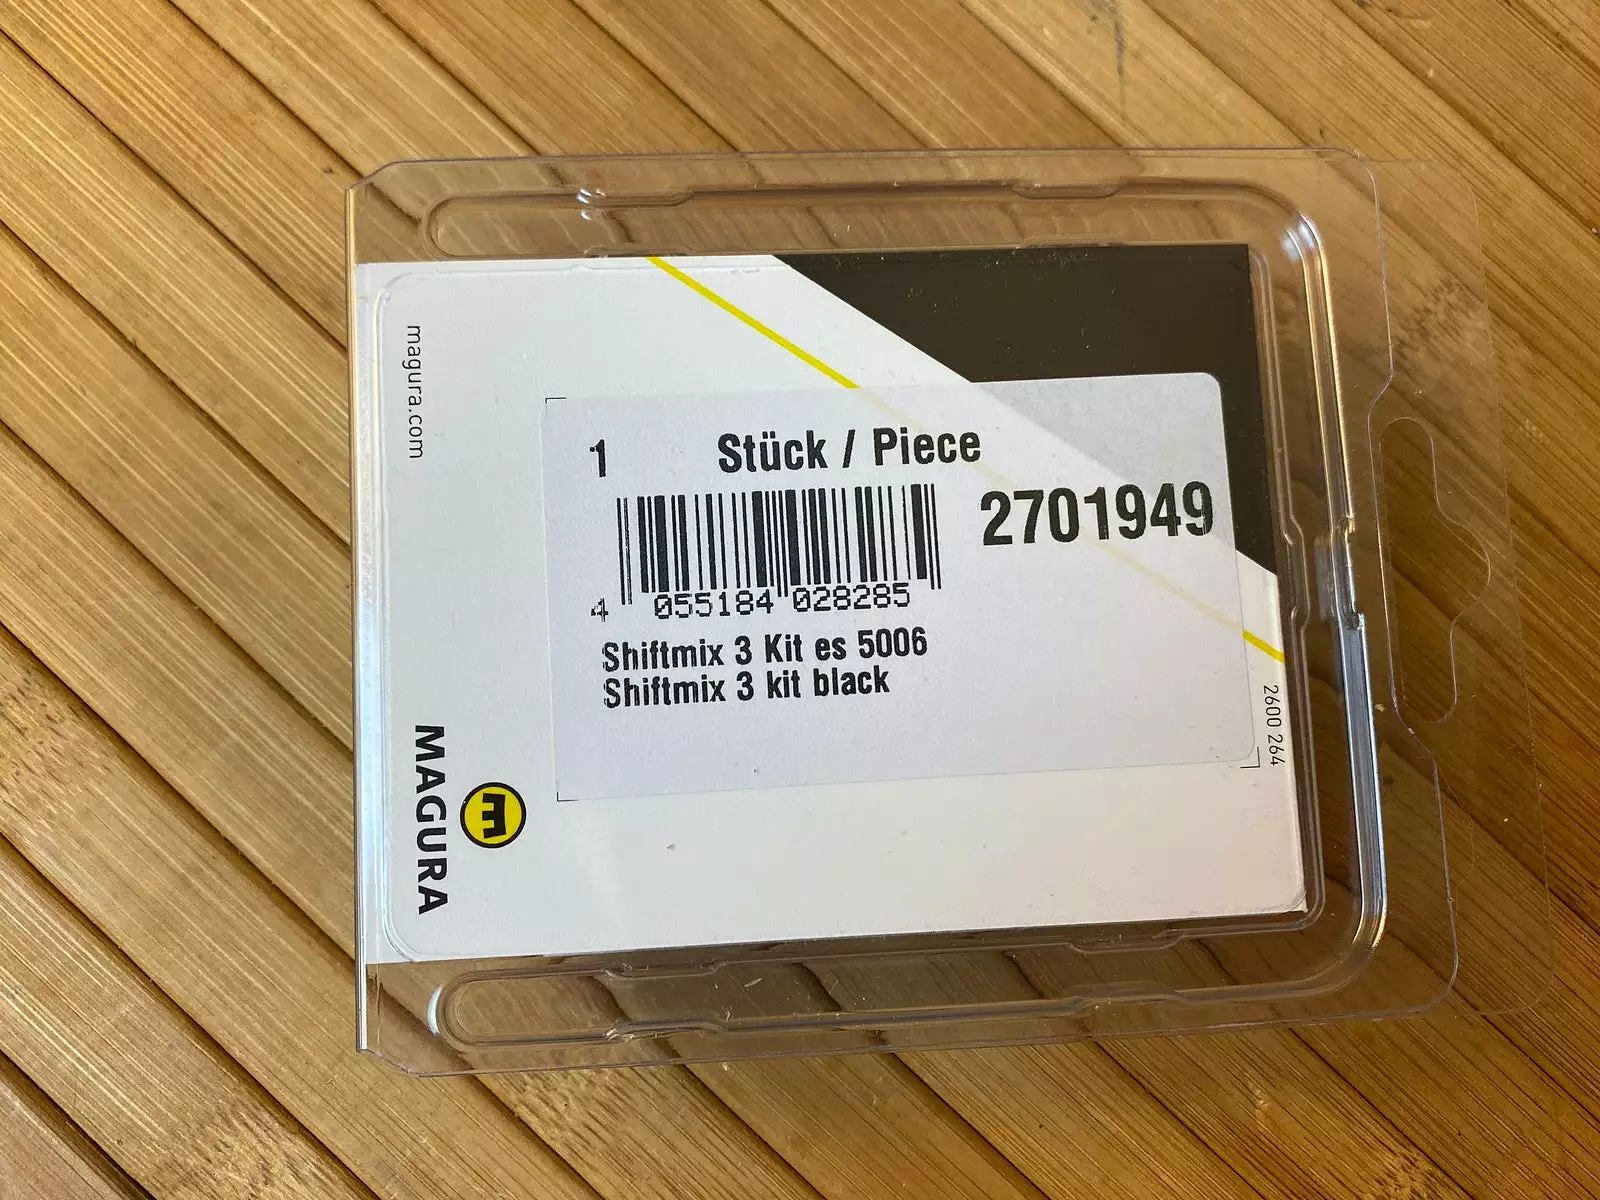 magura.com
1 Stück / Piece
2701949
4 055184 028285
Shiftmix 3 Kit es 5006
Shiftmix 3 kit black
2600 264
MAGURA